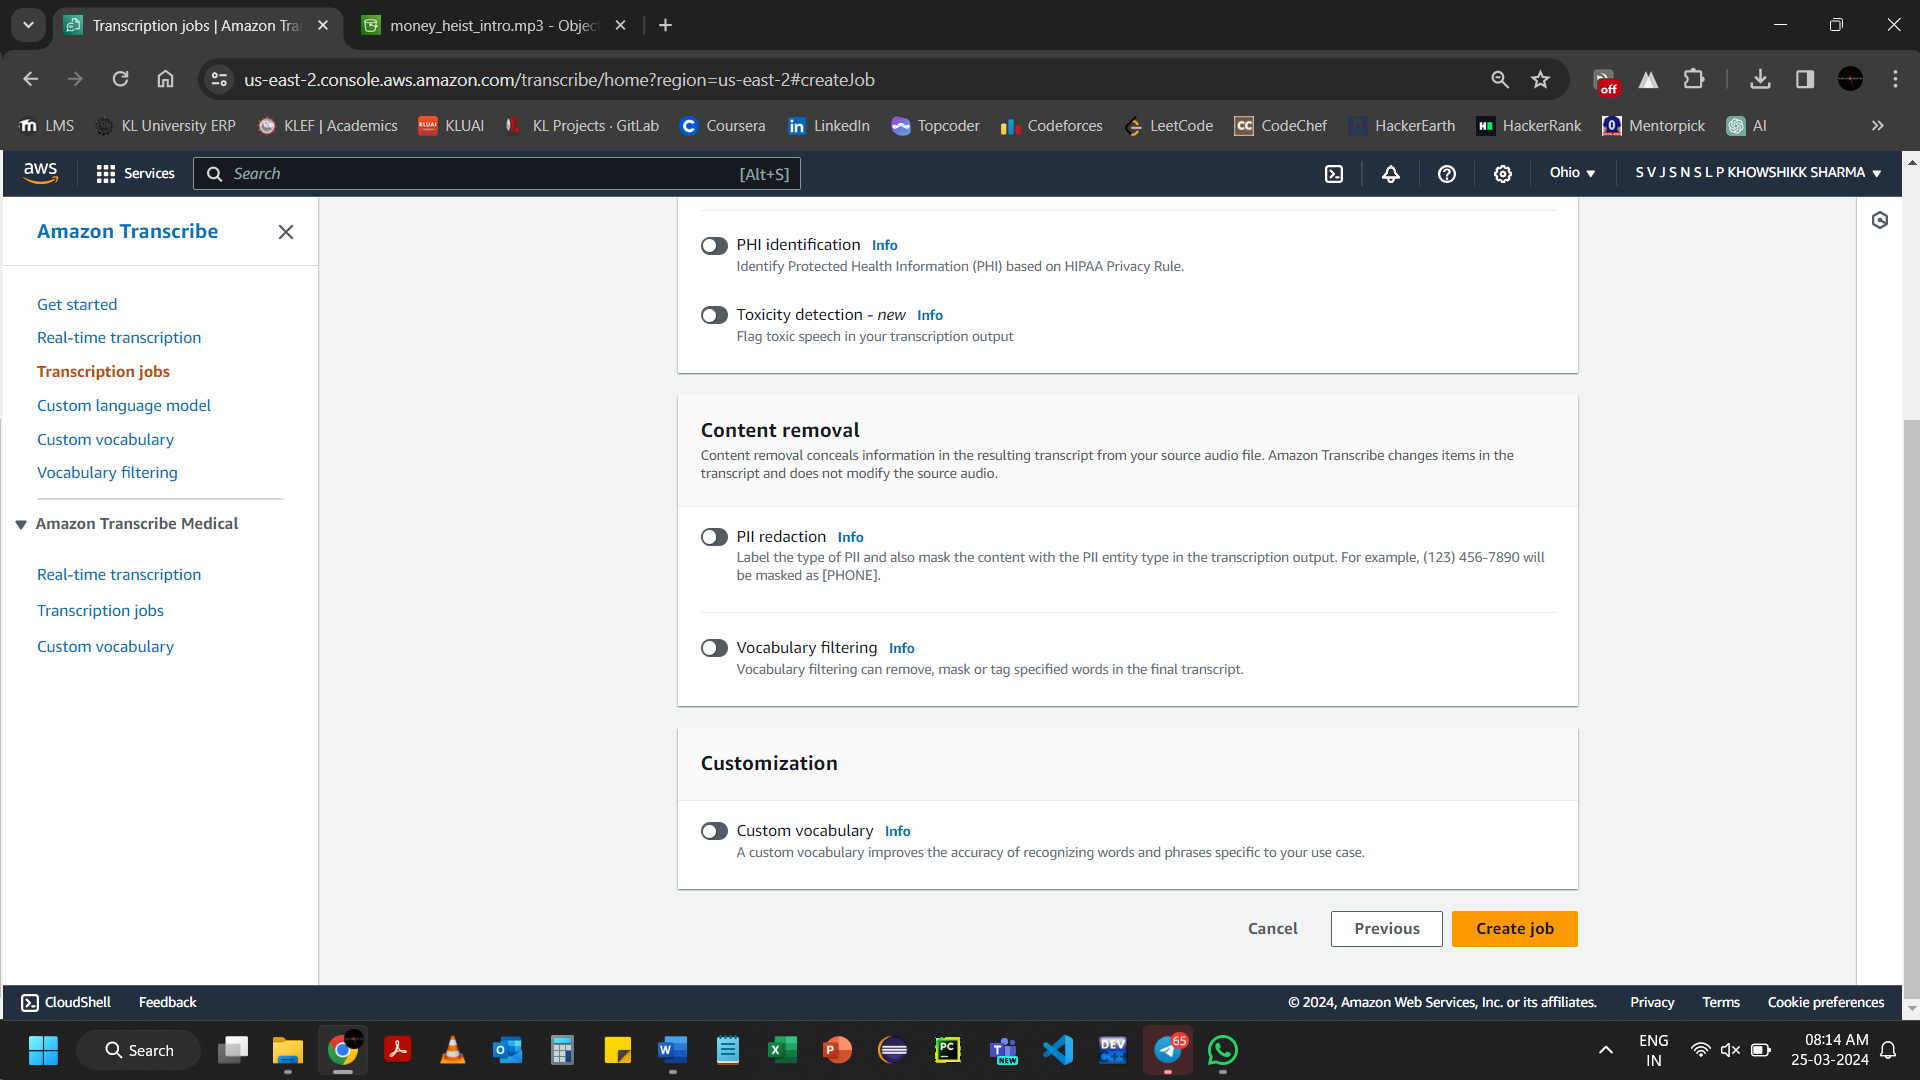 Transcription jobs | Amazon Tra
money_heist_intro.mp3 - Objec
us-east-2.console.aws.amazon.com/transcribe/home?region=us-east-2#createJob
off
LMS
KL University ERP
KLEF | Academics
KLUAI
KL Projects · GitLab
Coursera
LinkedIn
Topcoder
Codeforces
LeetCode
CodeChef
HackerEarth
HackerRank
Mentorpick
AI
aws
Services
Search
[Alt+S]
Ohio
S V J S N S L P KHOWSHIKK SHARMA
Amazon Transcribe
Get started
Real-time transcription
Transcription jobs
Custom language model
Custom vocabulary
Vocabulary filtering
Amazon Transcribe Medical
Real-time transcription
Transcription jobs
Custom vocabulary
PHI identification Info
Identify Protected Health Information (PHI) based on HIPAA Privacy Rule.
Toxicity detection - new Info
Flag toxic speech in your transcription output
Content removal
Content removal conceals information in the resulting transcript from your source audio file. Amazon Transcribe changes items in the
transcript and does not modify the source audio.
PII redaction Info
Label the type of PII and also mask the content with the PII entity type in the transcription output. For example, (123) 456-7890 will
be masked as [PHONE].
Vocabulary filtering Info
Vocabulary filtering can remove, mask or tag specified words in the final transcript.
Customization
Custom vocabulary Info
A custom vocabulary improves the accuracy of recognizing words and phrases specific to your use case.
Cancel
Previous
Create job
CloudShell
Feedback
© 2024, Amazon Web Services, Inc. or its affiliates.
Privacy
Terms
Cookie preferences
Search
65
ENG
IN
08:14 AM
25-03-2024